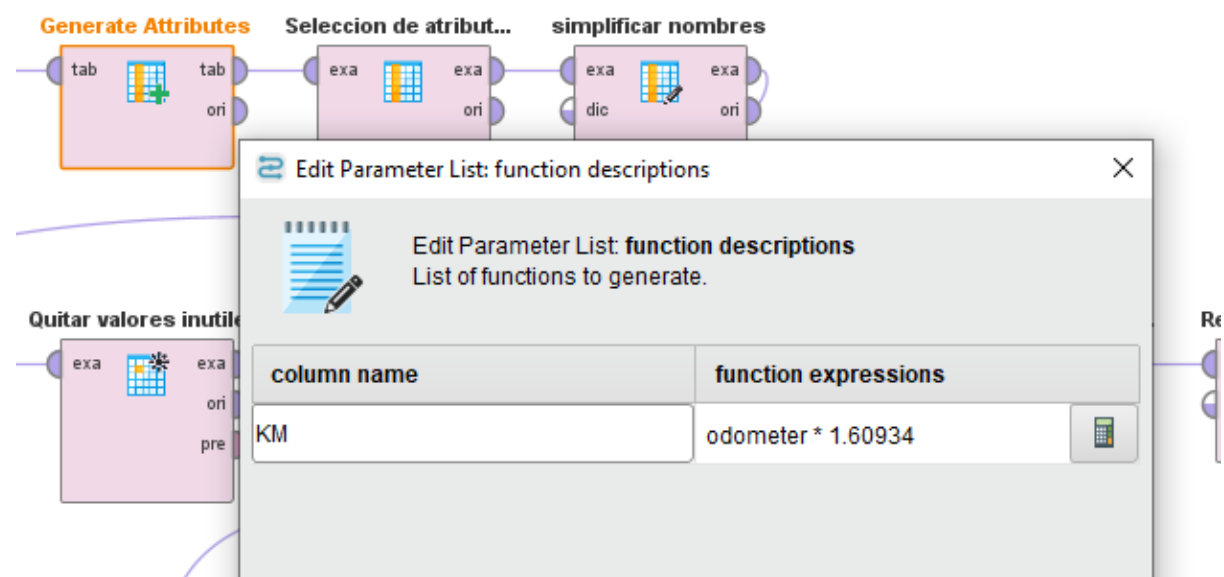 Generate Attributes
Seleccion de atribut...
simplificar nombres
tab tab
ori
exa exa
ori
exa exa
dic ori
Edit Parameter List: function descriptions
Edit Parameter List: function descriptions
List of functions to generate.
Quitar valores inutile
exa exa
ori
pre
Re
column name function expressions
KM odometer * 1.60934